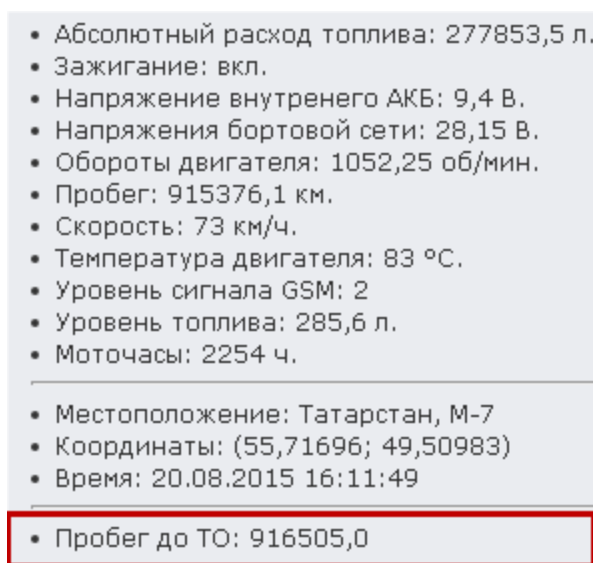 • Абсолютный расход топлива: 277853,5 л.
• Зажигание: вкл.
• Напряжение внутренего АКБ: 9,4 В.
• Напряжения бортовой сети: 28,15 В.
• Обороты двигателя: 1052,25 об/мин.
• Пробег: 915376,1 км.
• Скорость: 73 км/ч.
• Температура двигателя: 83 ºС.
• Уровень сигнала GSM: 2
• Уровень топлива: 285,6 л.
• Моточасы: 2254 ч.
• Местоположение: Татарстан, М-7
• Координаты: (55,71696; 49,50983)
• Время: 20.08.2015 16:11:49
• Пробег до ТО: 916505,0